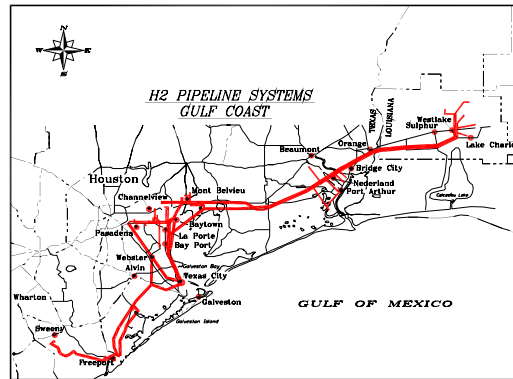 N
W
E
S
H2 PIPELINE SYSTEMS
GULF COAST
TEXAS
LOUISIANA
Westlake
Sulphur
Lake Charl
Orange
Beaumont
Bridge City
Nederland
Port Arthur
Calcasieu Lake
Houston
Mont Belvieu
Channelview
Baytown
La Porte
Bay Port
Pasadena
Webster
Alvin
Galveston Bay
Texas City
Galveston
Galveston Island
GULF OF MEXICO
Wharton
Sweeny
Freeport